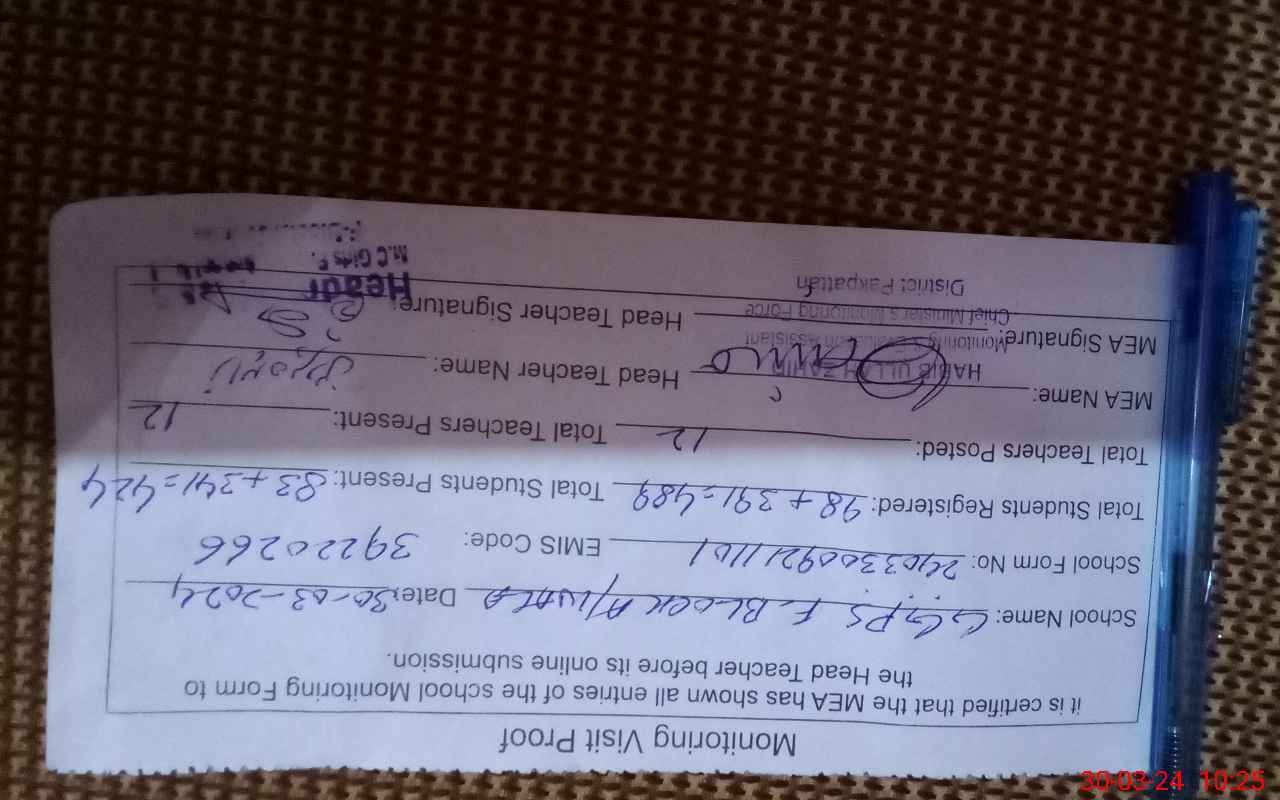 Monitoring Visit Proof
it is certified that the MEA has shown all entries of the school Monitoring Form to
the Head Teacher before its online submission.
School Name: GGPS F. BLOCK Date: 30-03-2024
School Form No: EMIS Code: 39220266
Total Students Registered: 98+391=489 Total Students Present: 83+341=424
Total Teachers Posted: 12 Total Teachers Present: 12
MEA Name: HABIB ULLAH Head Teacher Name:
Monitoring Assistant
MEA Signature: Head Teacher Signature:
Chief Minister's Monitoring Force
District Pakpattan
Head
M.C Girls P.
30-03-24 10:25